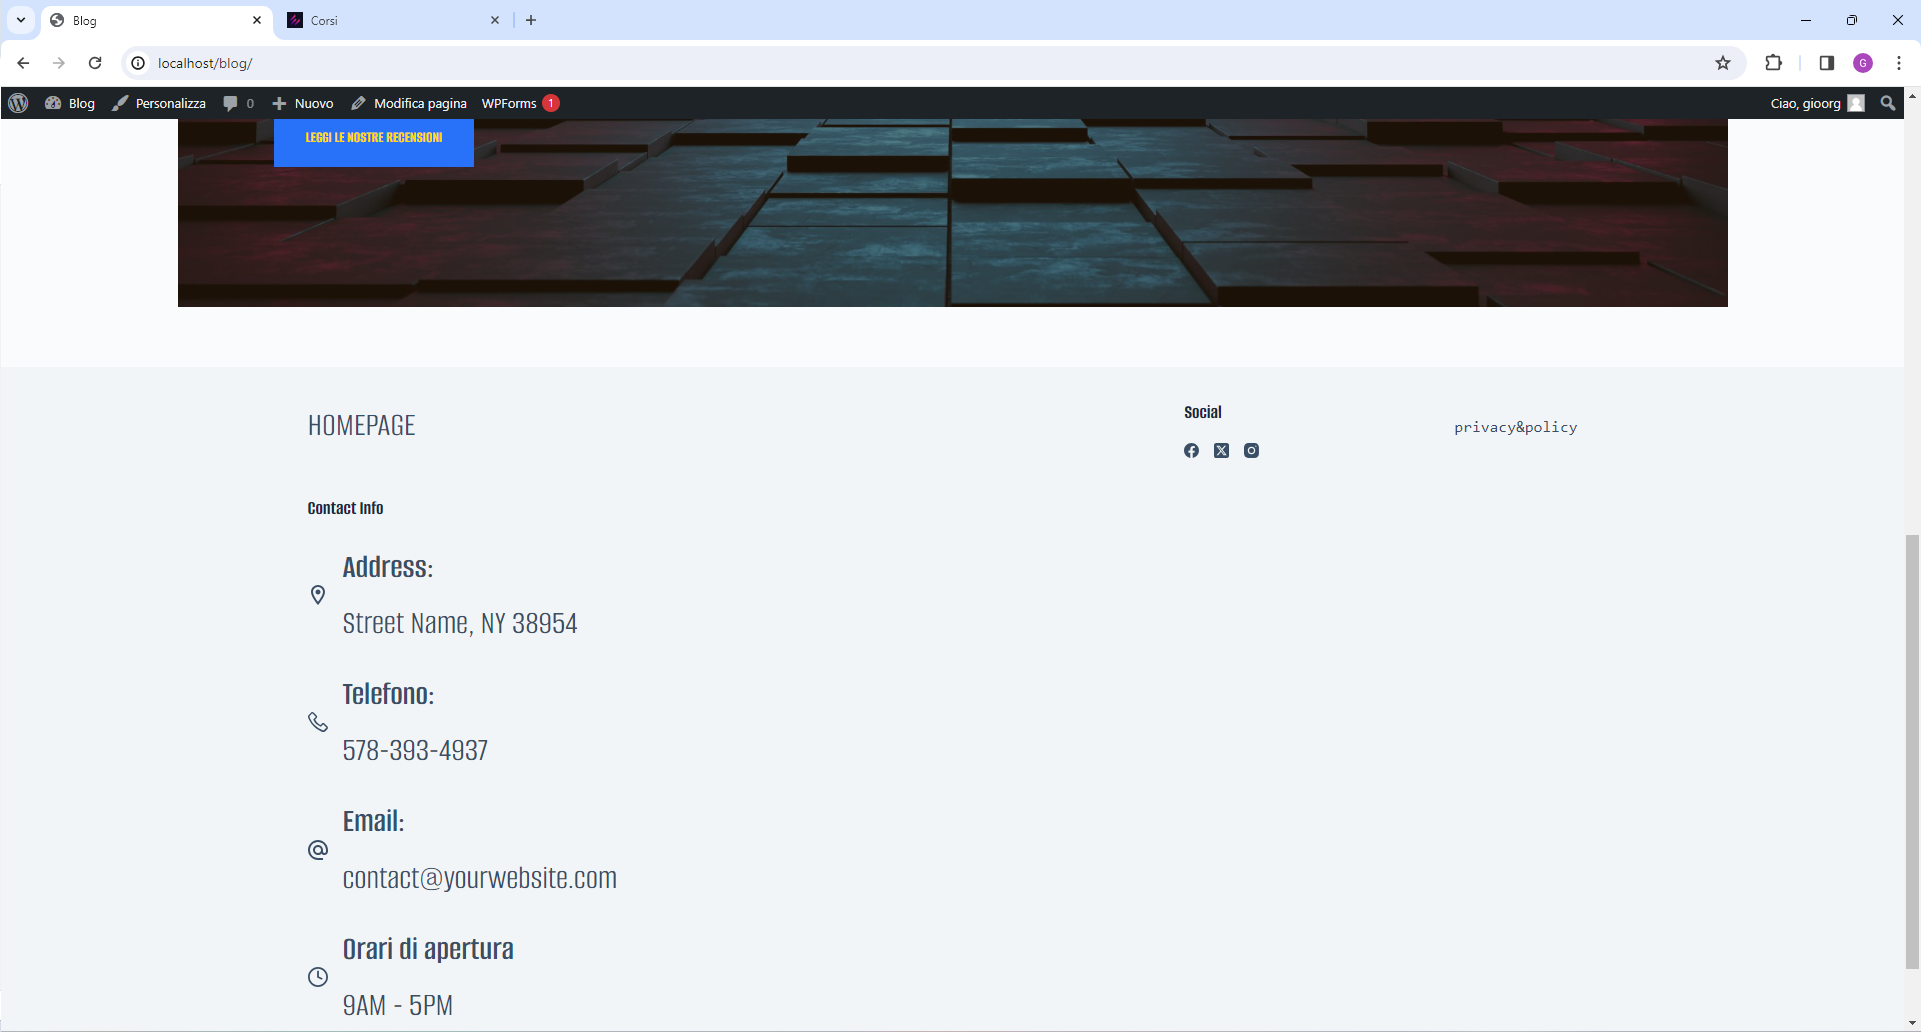 Blog
Corsi
localhost/blog/
G
Blog
Personalizza
0
Nuovo
Modifica pagina
WPForms
1
Ciao, gioorg
LEGGI LE NOSTRE RECENSIONI
HOMEPAGE
Social
privacy&policy
Contact Info
Address:
Street Name, NY 38954
Telefono:
578-393-4937
Email:
contact@yourwebsite.com
Orari di apertura
9AM - 5PM